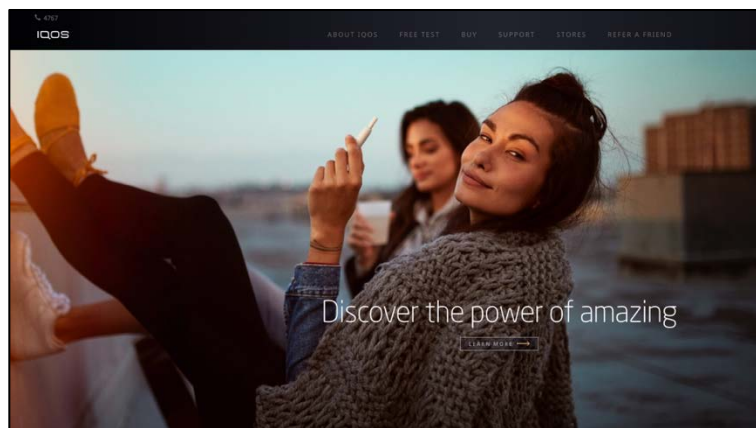 4767
IQOS
ABOUT IQOS FREE TEST BUY SUPPORT STORES REFER A FRIEND
Discover the power of amazing
LEARN MORE